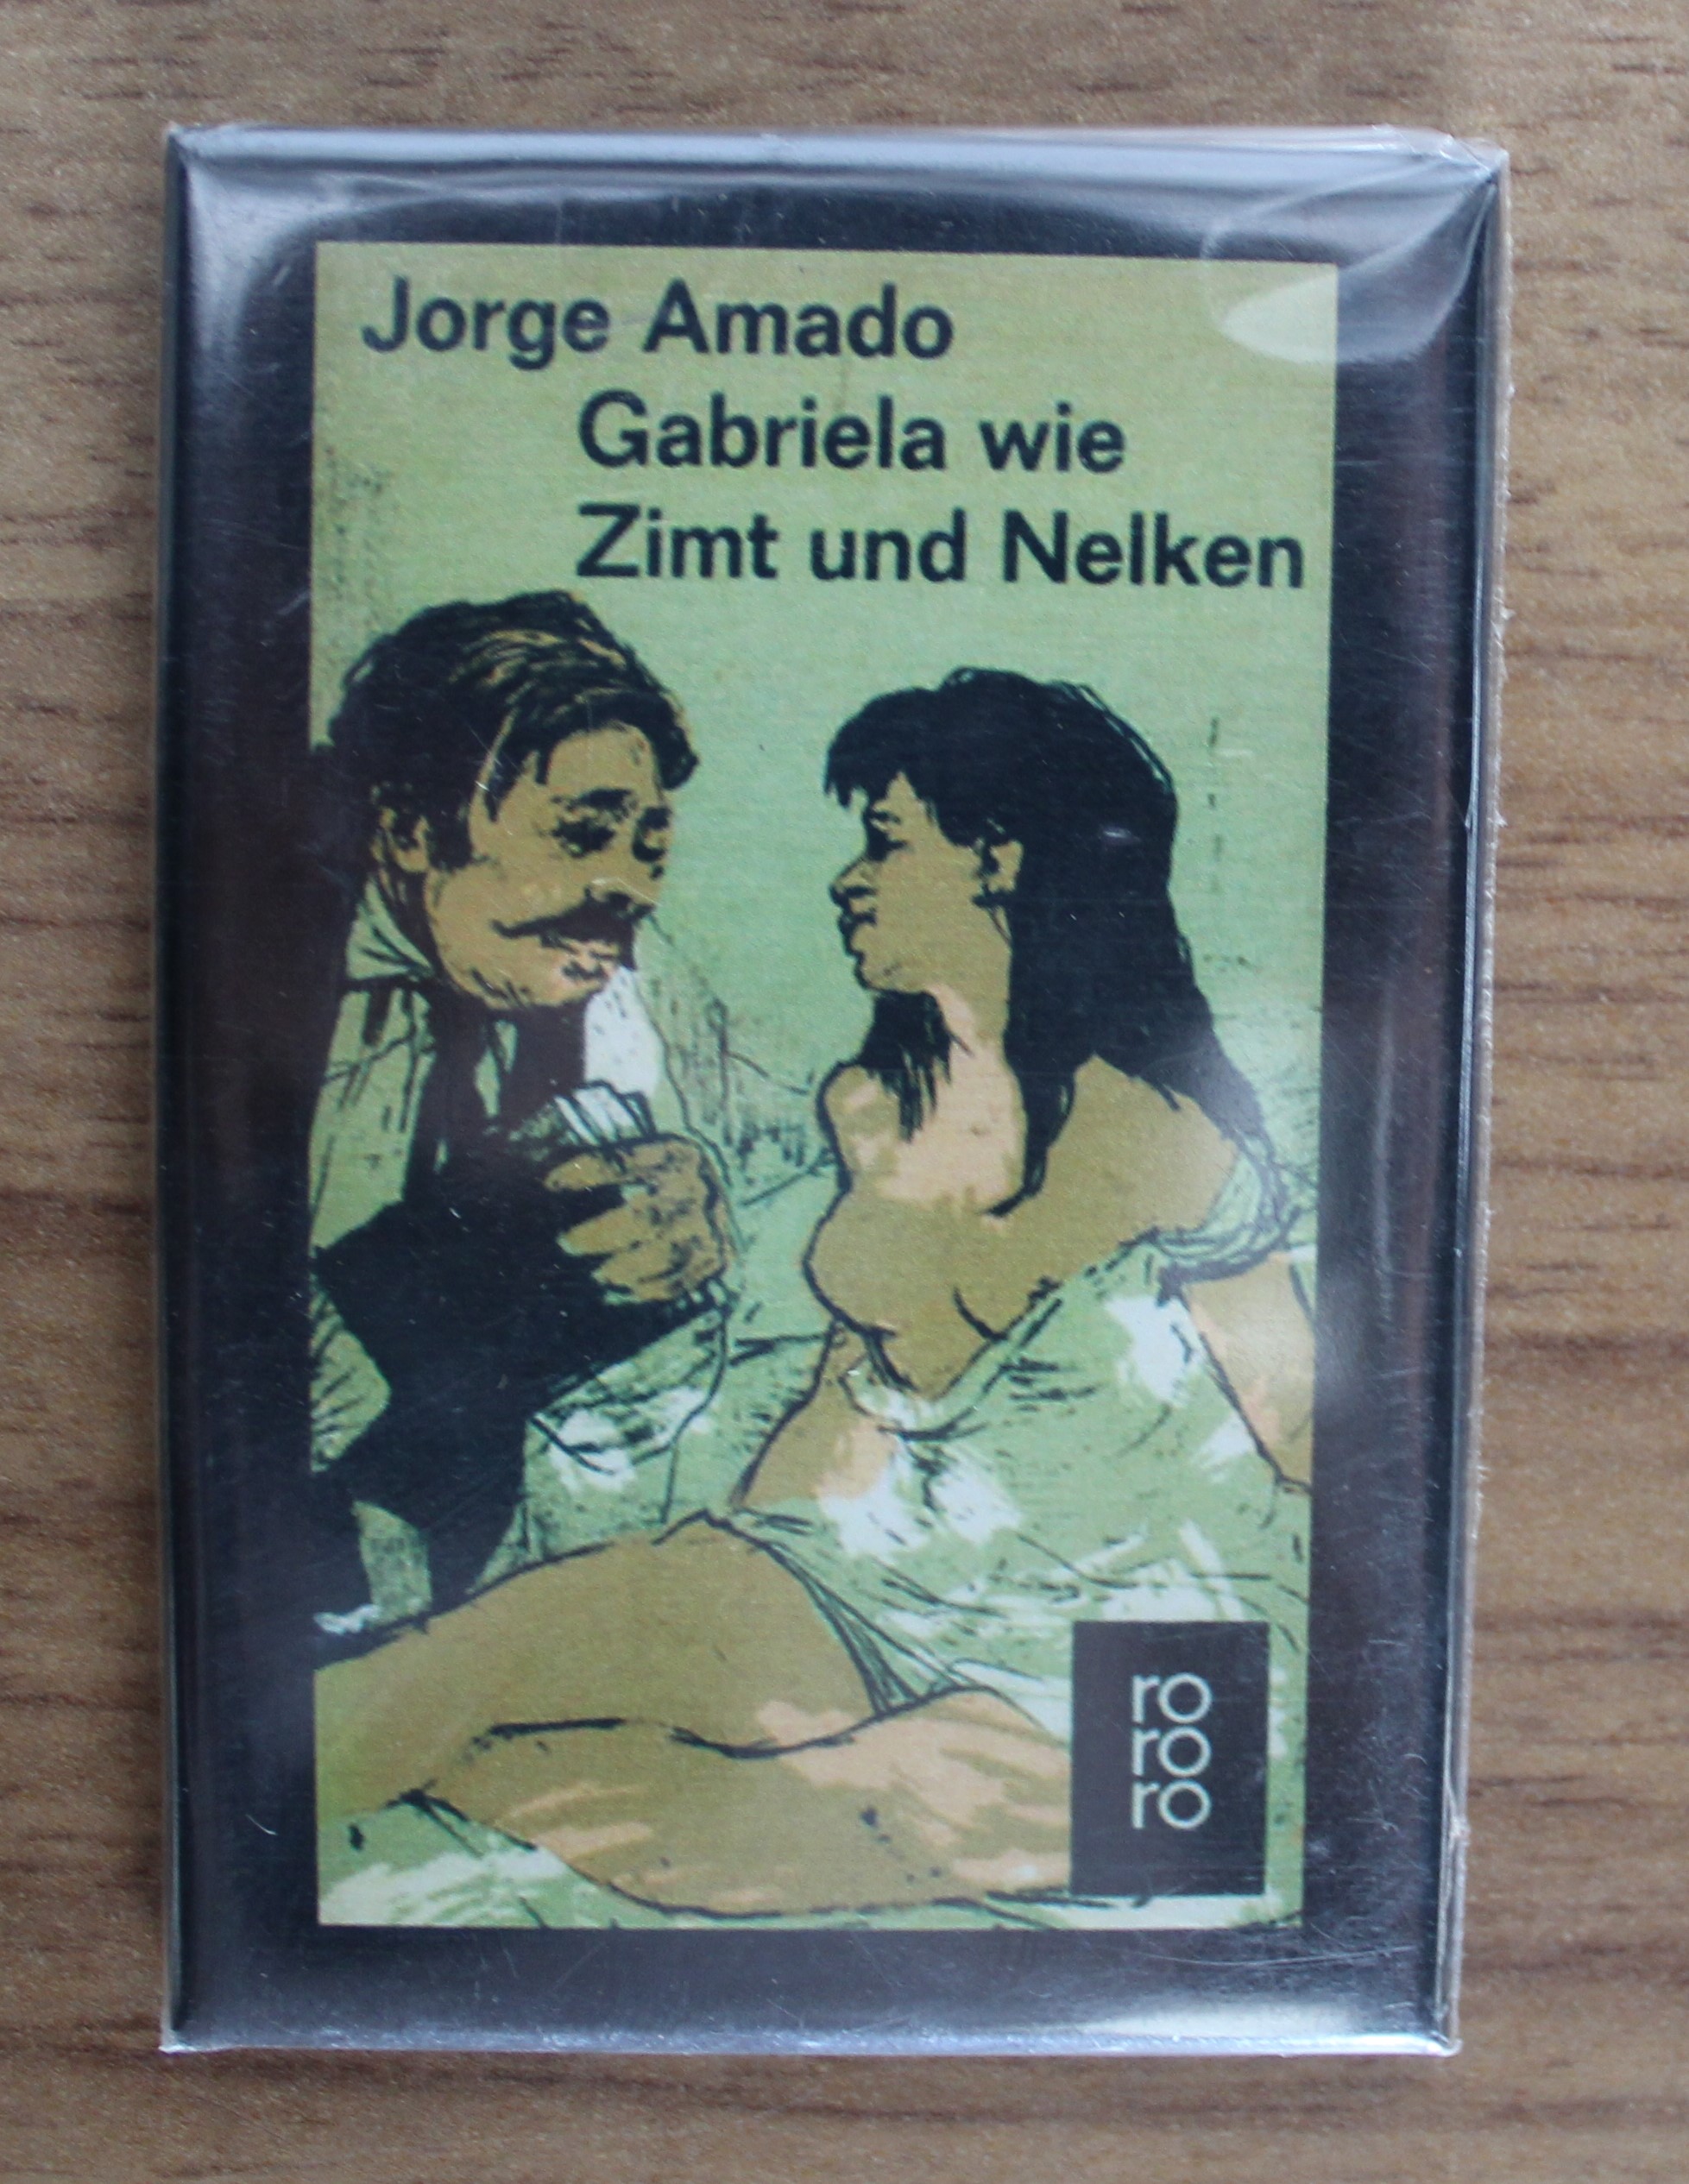 Jorge Amado
Gabriela wie
Zimt und Nelken
ro
ro
ro